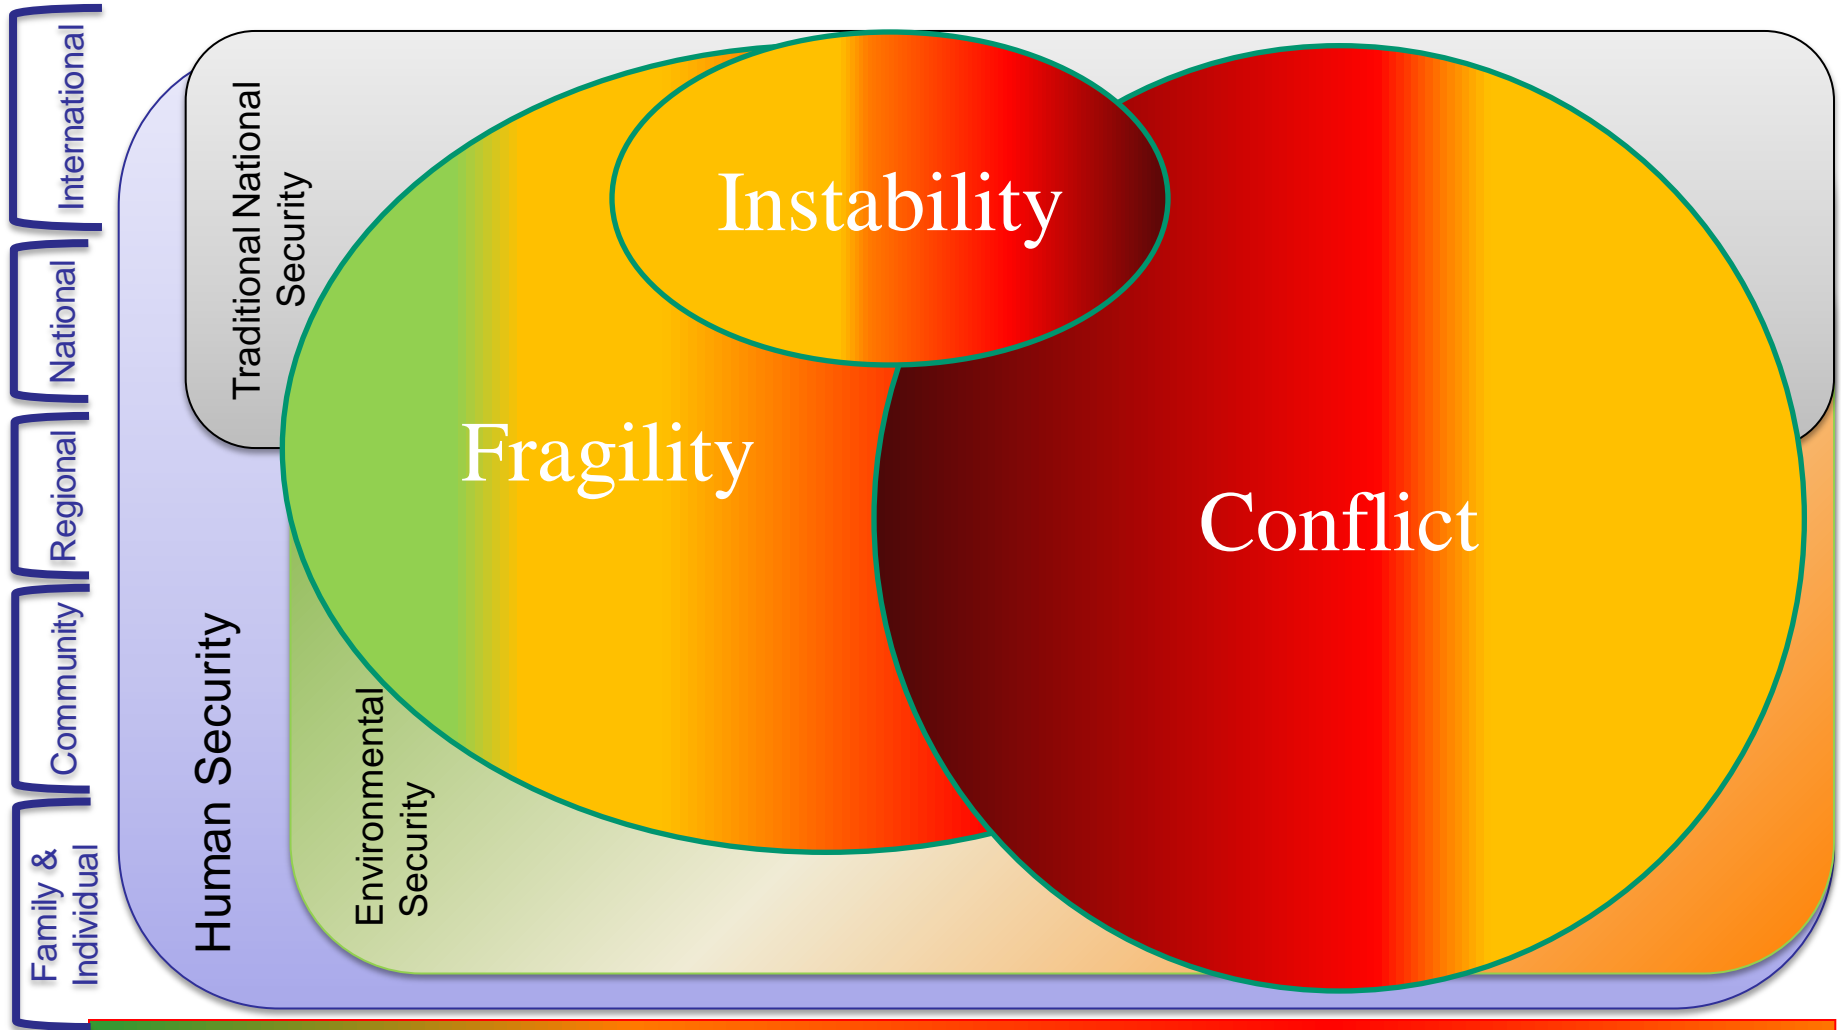 International
National
Regional
Community
Family &
Individual
Traditional National
Security
Human Security
Environmental
Security
Instability
Fragility
Conflict